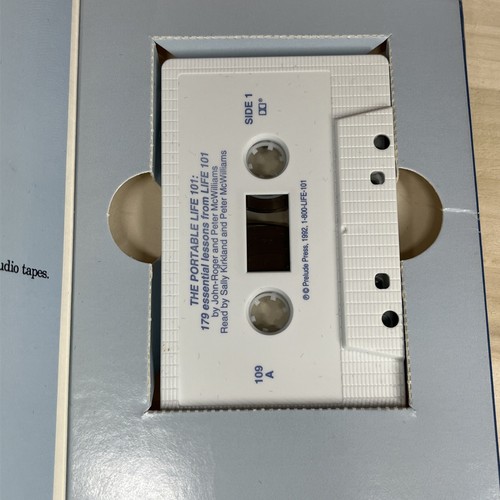 udio tapes.
THE PORTABLE LIFE 101:
179 essential lessons from LIFE 101
by John-Roger and Peter McWilliams
Read by Sally Kirkland and Peter McWilliams
SIDE 1
109
A
℗ © Prelude Press, 1992, 1-800-LIFE-101